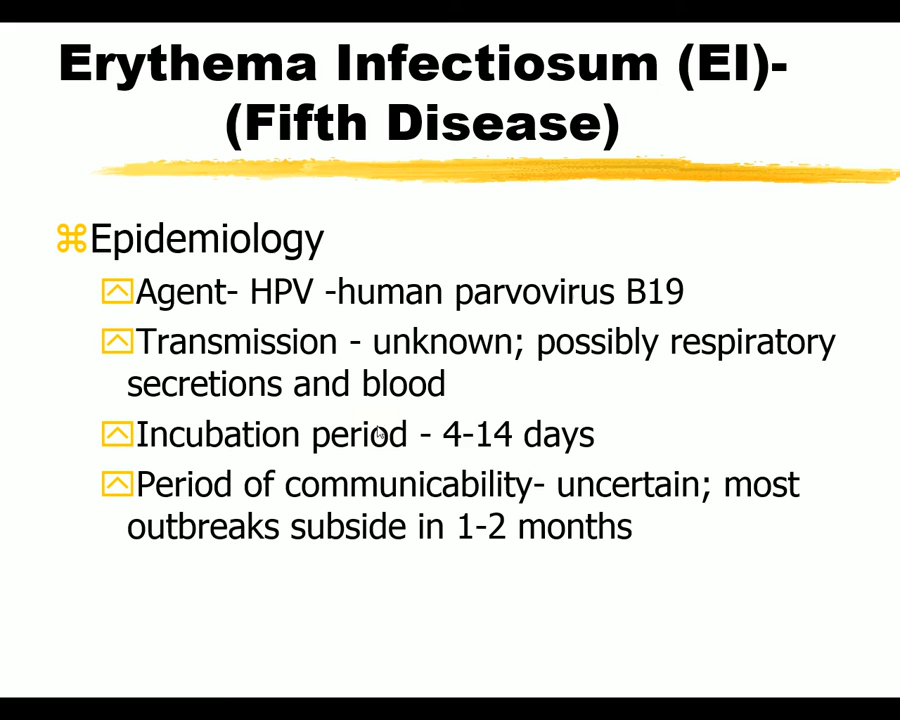 Erythema Infectiosum (EI)-
(Fifth Disease)
Epidemiology
Agent- HPV -human parvovirus B19
Transmission - unknown; possibly respiratory
secretions and blood
Incubation period - 4-14 days
Period of communicability- uncertain; most
outbreaks subside in 1-2 months